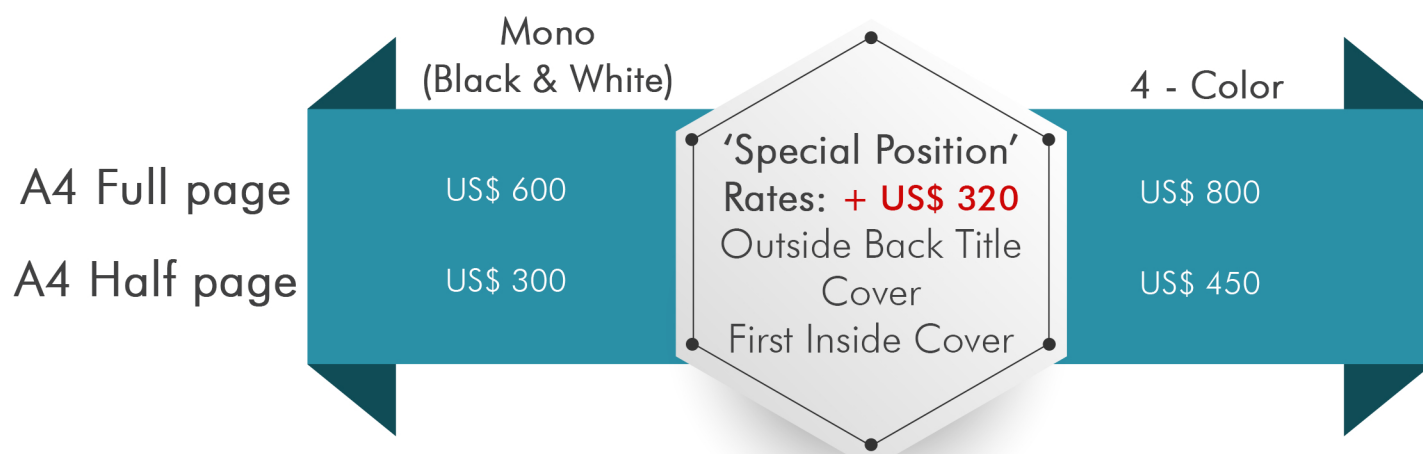 Mono
(Black & White)
4 - Color
A4 Full page
US$ 600
US$ 800
A4 Half page
US$ 300
US$ 450
‘Special Position’
Rates: + US$ 320
Outside Back Title
Cover
First Inside Cover